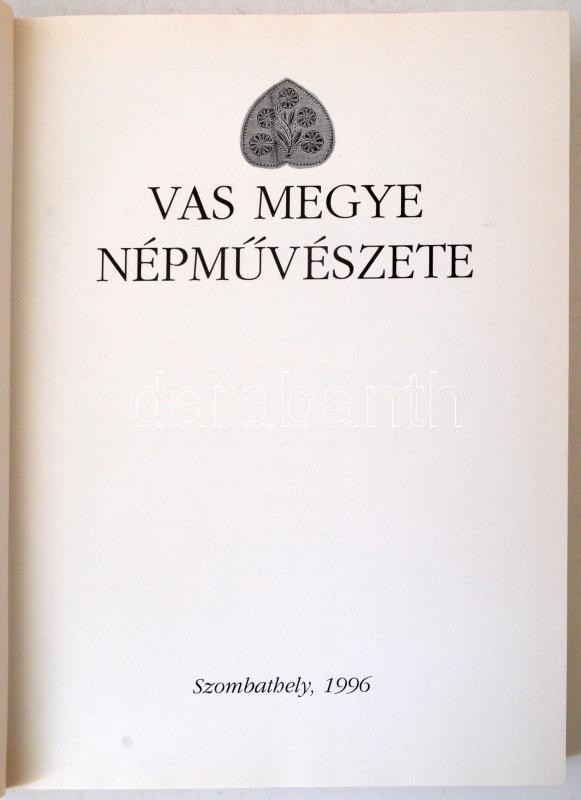 VAS MEGYE
NÉPMŰVÉSZETE
darabanth
Szombathely, 1996